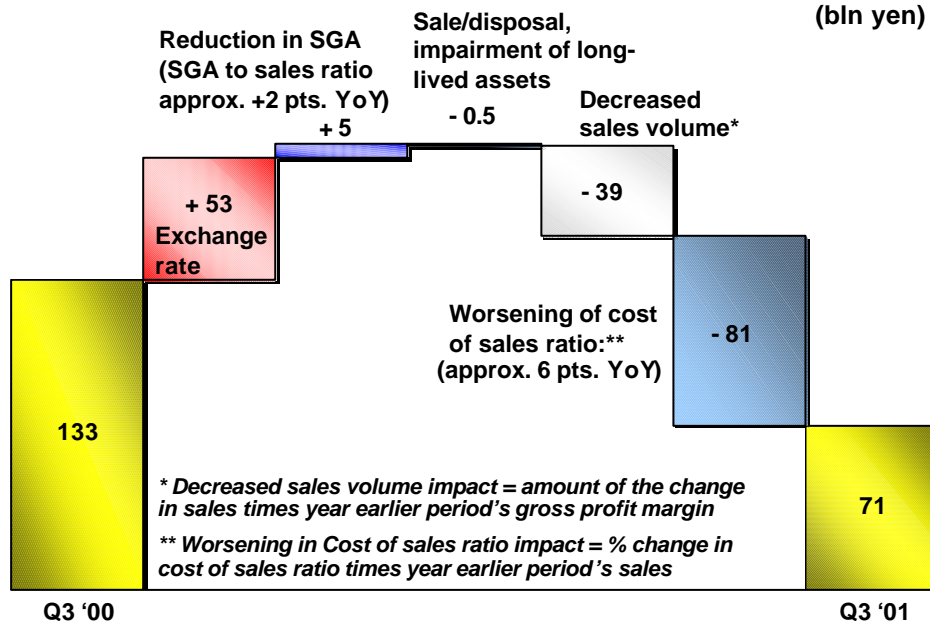 (bln yen)
Reduction in SGA
(SGA to sales ratio
approx. +2 pts. YoY)
+ 5
Sale/disposal,
impairment of long-
lived assets
- 0.5
Decreased
sales volume*
+ 53
Exchange
rate
- 39
Worsening of cost
of sales ratio:**
(approx. 6 pts. YoY)
- 81
133
71
* Decreased sales volume impact = amount of the change
in sales times year earlier period's gross profit margin
** Worsening in Cost of sales ratio impact = % change in
cost of sales ratio times year earlier period's sales
Q3 ‘00
Q3 ‘01